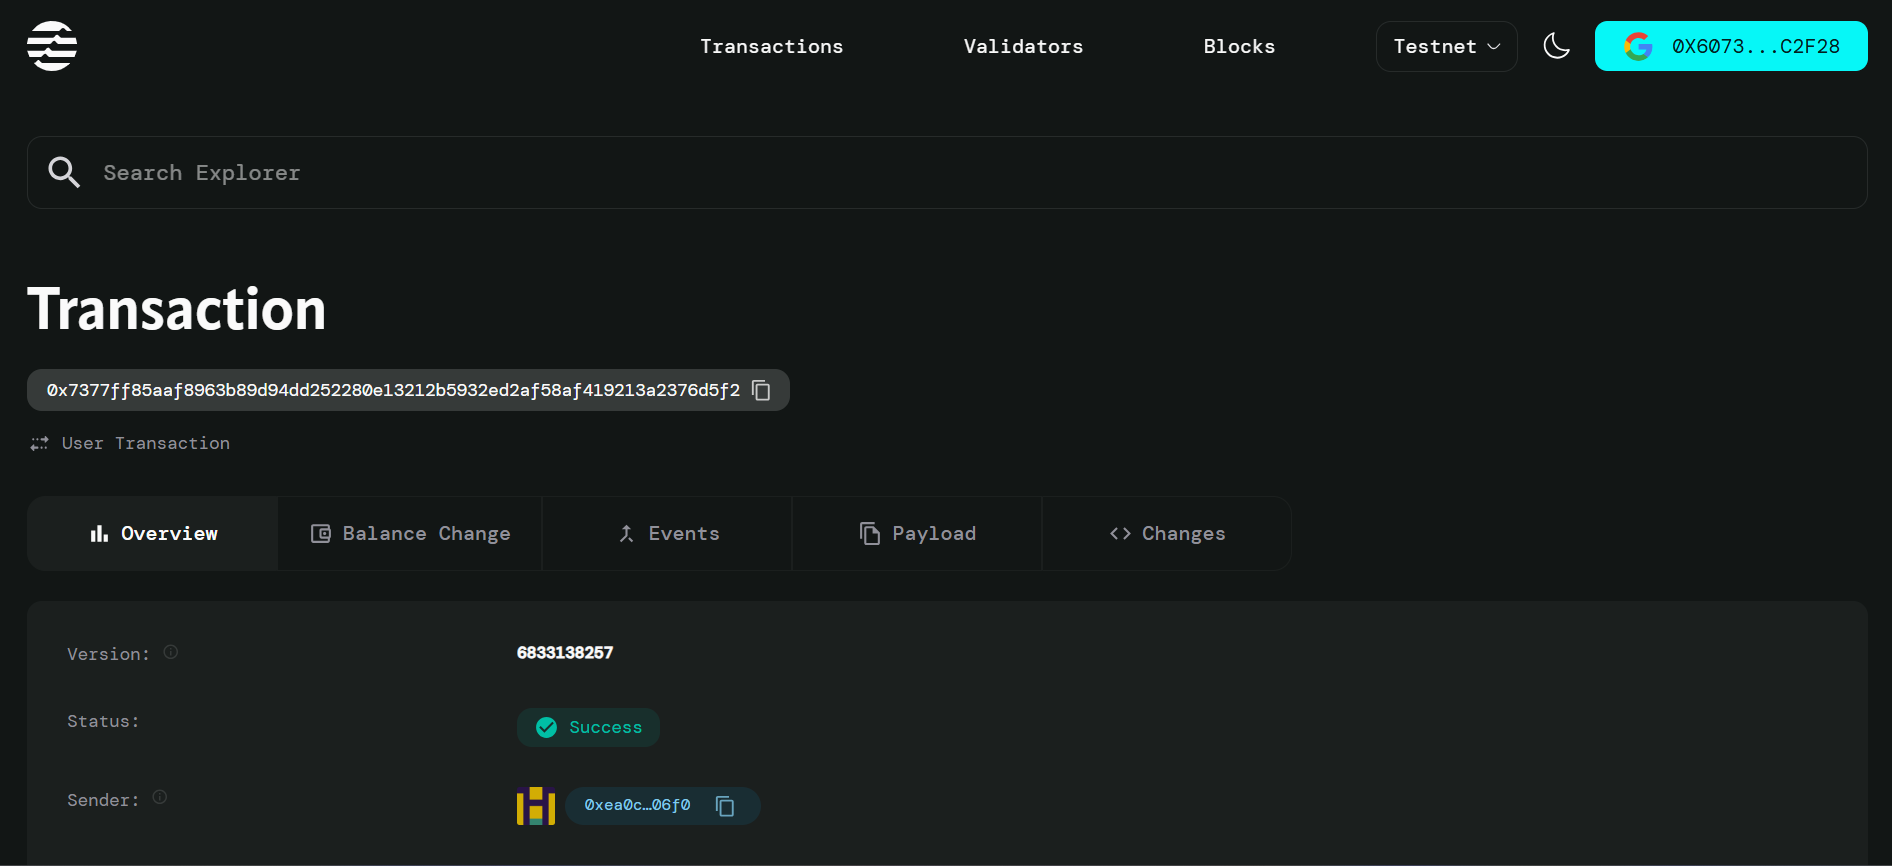 Transactions
Validators
Blocks
Testnet
0X6073...C2F28
Search Explorer
Transaction
0x7377ff85aaf8963b89d94dd252280e13212b5932ed2af58af419213a2376d5f2
User Transaction
Overview
Balance Change
Events
Payload
Changes
Version:
6833138257
Status:
Success
Sender:
0xea0c…06f0